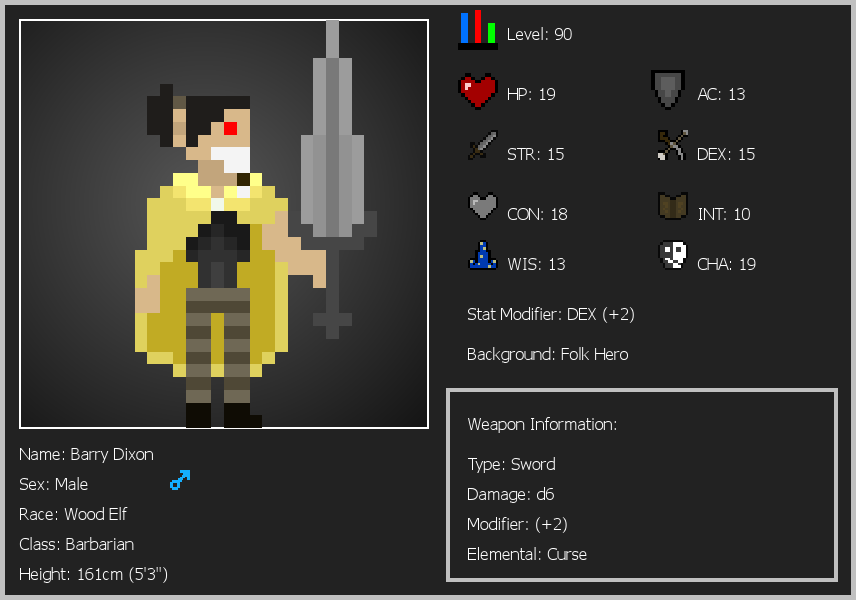 Level: 90
HP: 19
AC: 13
STR: 15
DEX: 15
CON: 18
INT: 10
WIS: 13
CHA: 19
Stat Modifier: DEX (+2)
Background: Folk Hero
Weapon Information:
Type: Sword
Damage: d6
Modifier: (+2)
Elemental: Curse
Name: Barry Dixon
Sex: Male
Race: Wood Elf
Class: Barbarian
Height: 161cm (5'3")